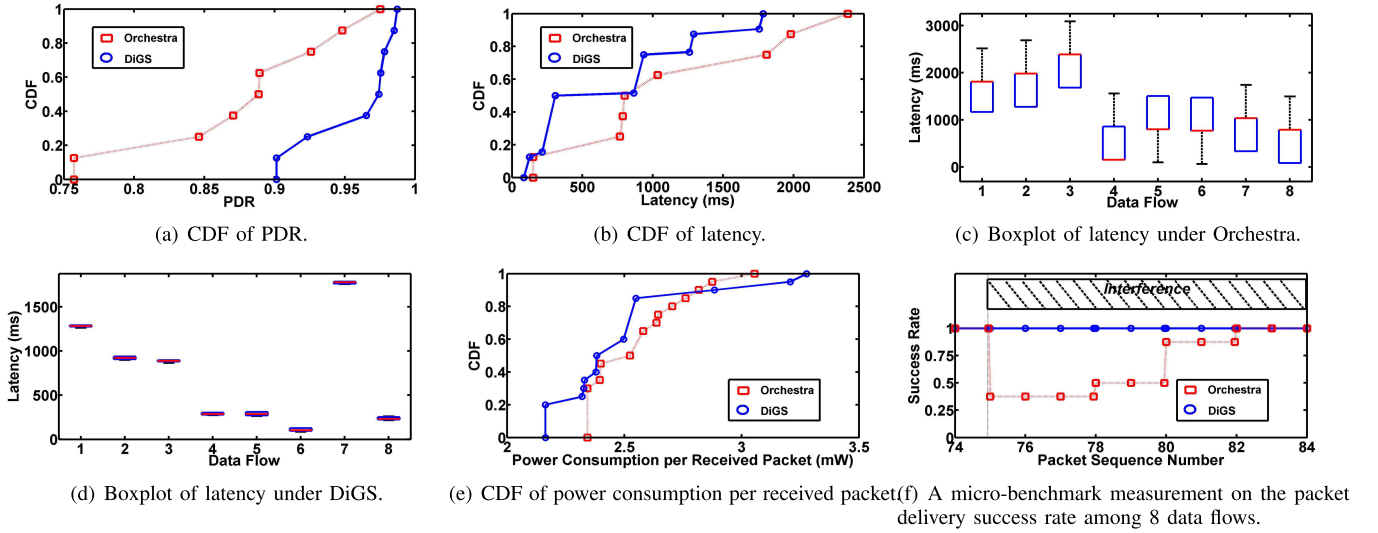 1
0.8
0.6
0.4
0.2
0
CDF
Orchestra
DiGS
0.75
0.8
0.85
0.9
0.95
1
PDR
(a) CDF of PDR.
1
0.8
0.6
0.4
0.2
0
CDF
Orchestra
DiGS
0
500
1000
1500
2000
2500
Latency (ms)
(b) CDF of latency.
3000
2000
1000
0
Latency (ms)
1
2
3
4
5
6
7
8
Data Flow
(c) Boxplot of latency under Orchestra.
1500
1000
500
0
Latency (ms)
1
2
3
4
5
6
7
8
Data Flow
(d) Boxplot of latency under DiGS.
1
0.8
0.6
0.4
0.2
0
CDF
Orchestra
DiGS
2
2.5
3
3.5
Power Consumption per Received Packet (mW)
(e) CDF of power consumption per received packet.
Interference
1
0.75
0.5
0.25
0
Success Rate
Orchestra
DiGS
74
76
78
80
82
84
Packet Sequence Number
(f) A micro-benchmark measurement on the packet
delivery success rate among 8 data flows.